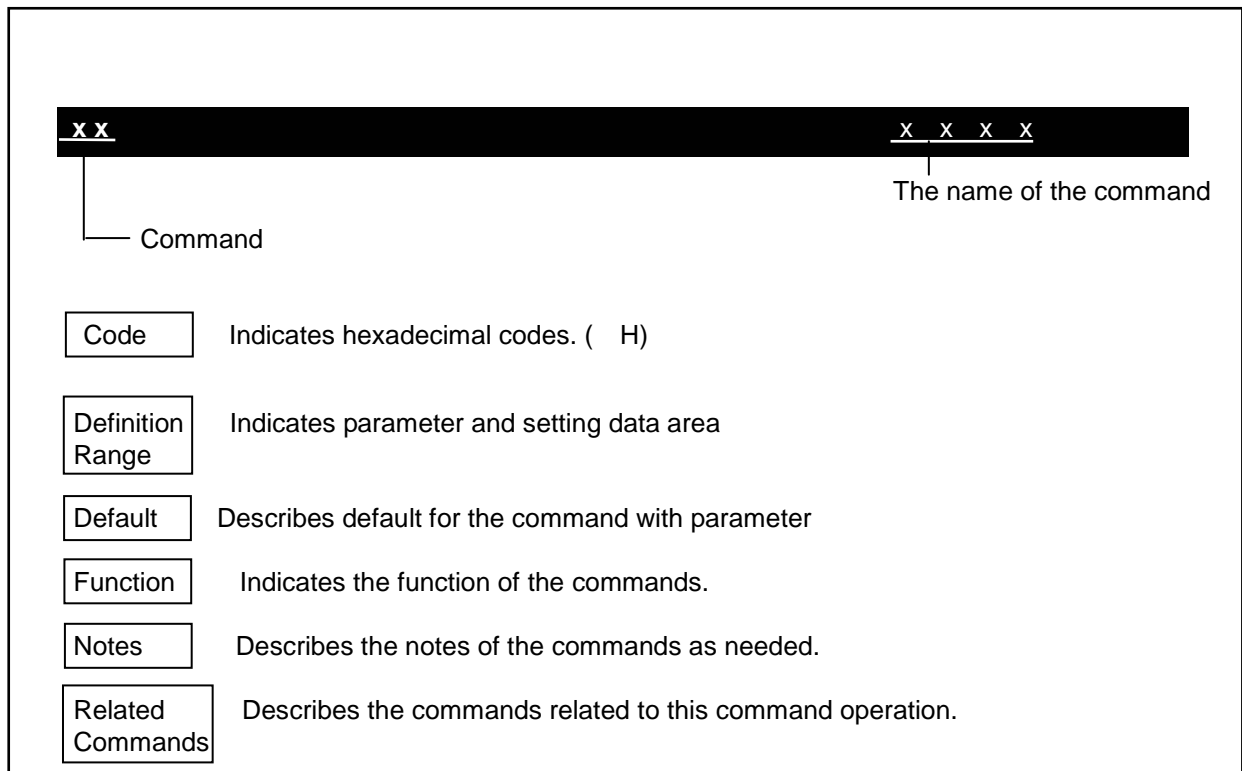 x x x x x x
The name of the command
Command
Code Indicates hexadecimal codes. ( H)
Definition Range Indicates parameter and setting data area
Default Describes default for the command with parameter
Function Indicates the function of the commands.
Notes Describes the notes of the commands as needed.
Related Commands Describes the commands related to this command operation.